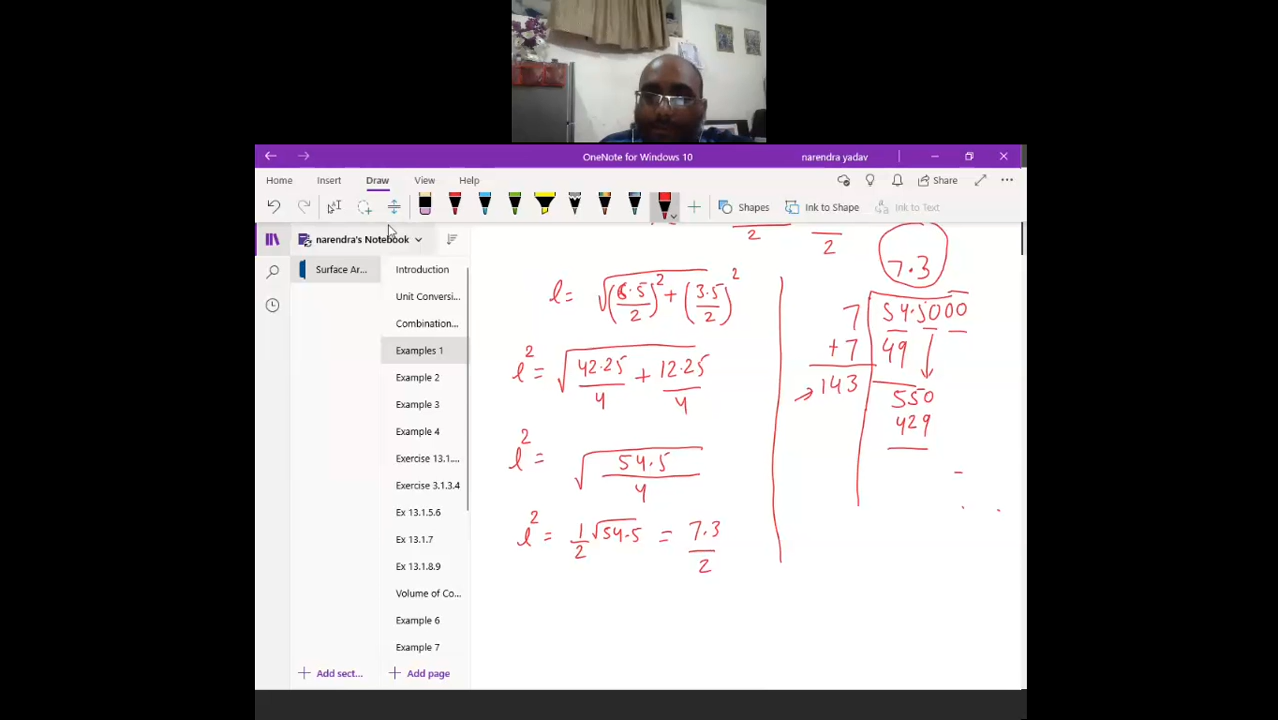 OneNote for Windows 10
narendra yadav
Home Insert Draw View Help
Share
Shapes Ink to Shape Ink to Text
narendra's Notebook
Surface Ar...
Introduction
Unit Conversi...
Combination...
Examples 1
Example 2
Example 3
Example 4
Exercise 13.1....
Exercise 3.1.3.4
Ex 13.1.5.6
Ex 13.1.7
Ex 13.1.8.9
Volume of Co...
Example 6
Example 7
Add sect...
Add page
2 2
l = √((6.5/2)² + (3.5/2)²)
l² = √(42.25/4 + 12.25/4)
l² = √(54.5/4)
l² = 1/2 √54.5 = 7.3/2
7.3
7 54.5000
+ 7 49
143 550
429